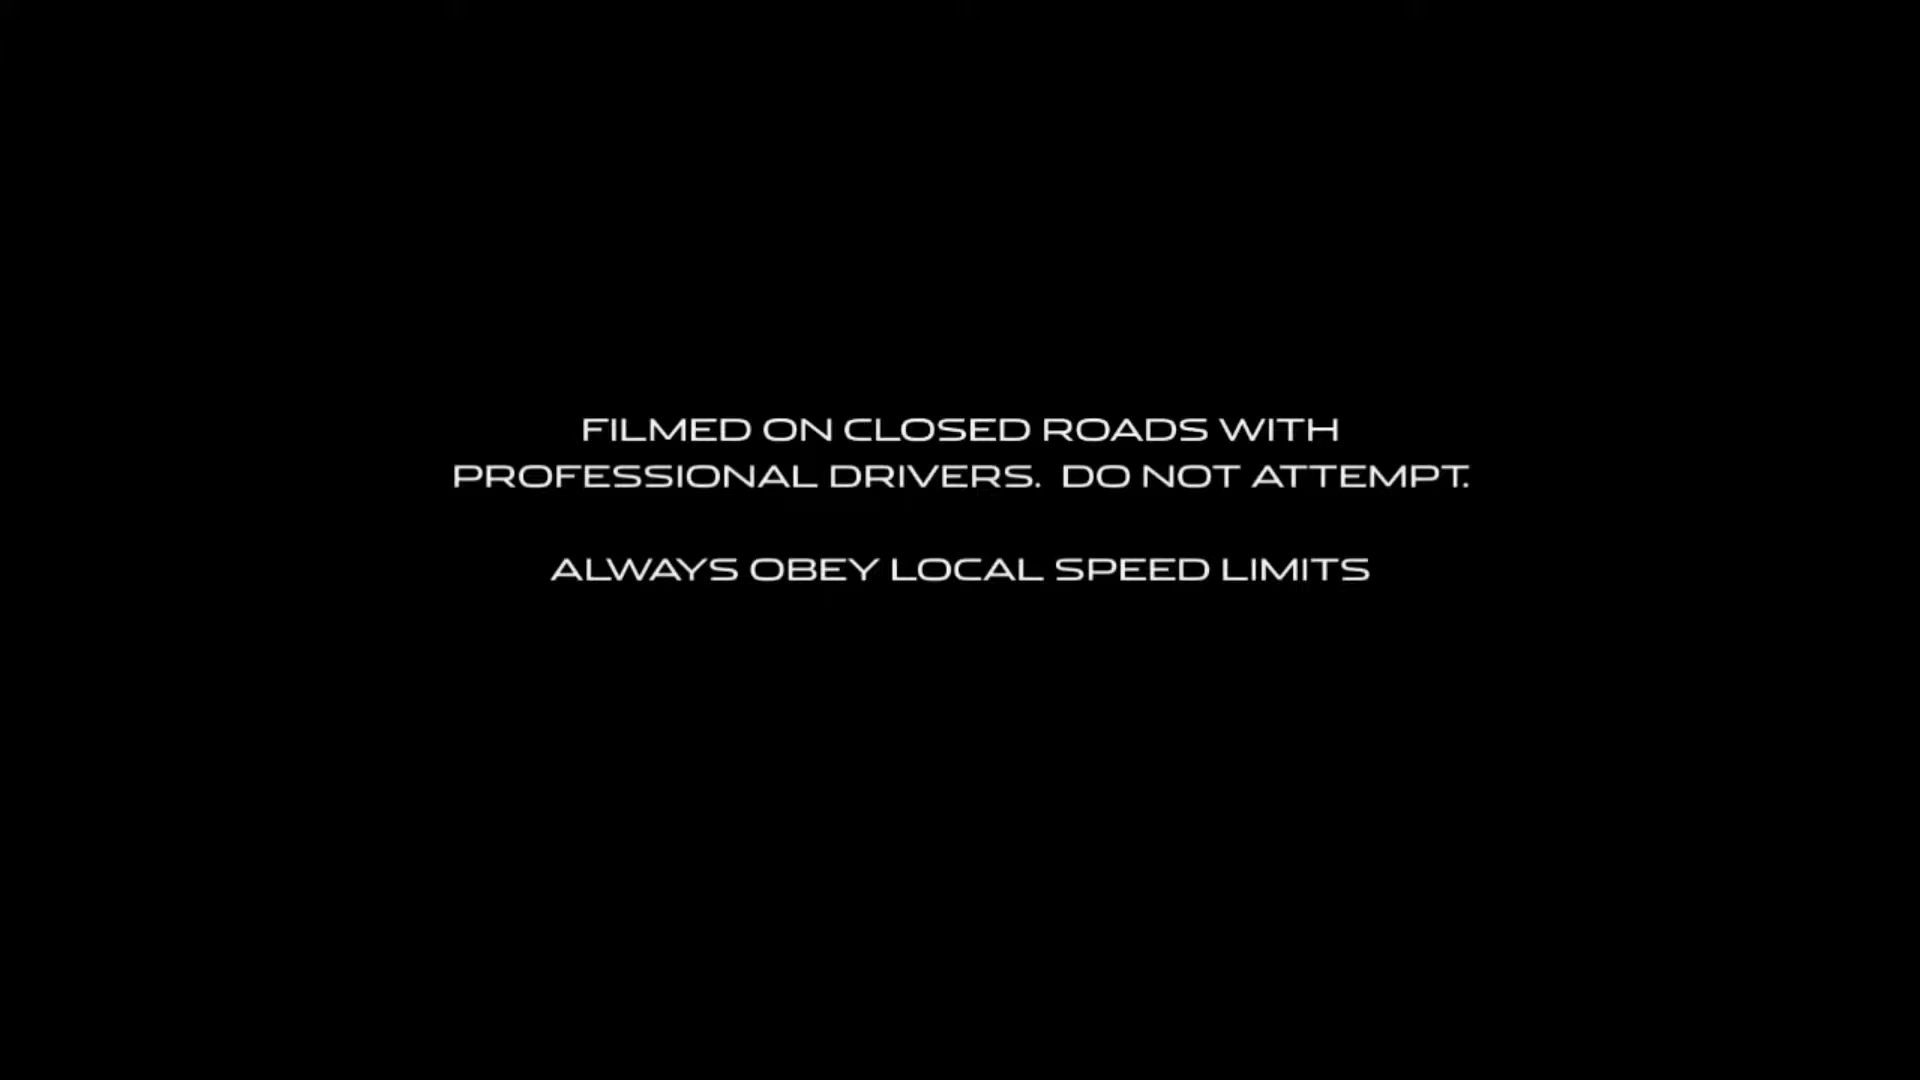 FILMED ON CLOSED ROADS WITH
PROFESSIONAL DRIVERS. DO NOT ATTEMPT.
ALWAYS OBEY LOCAL SPEED LIMITS